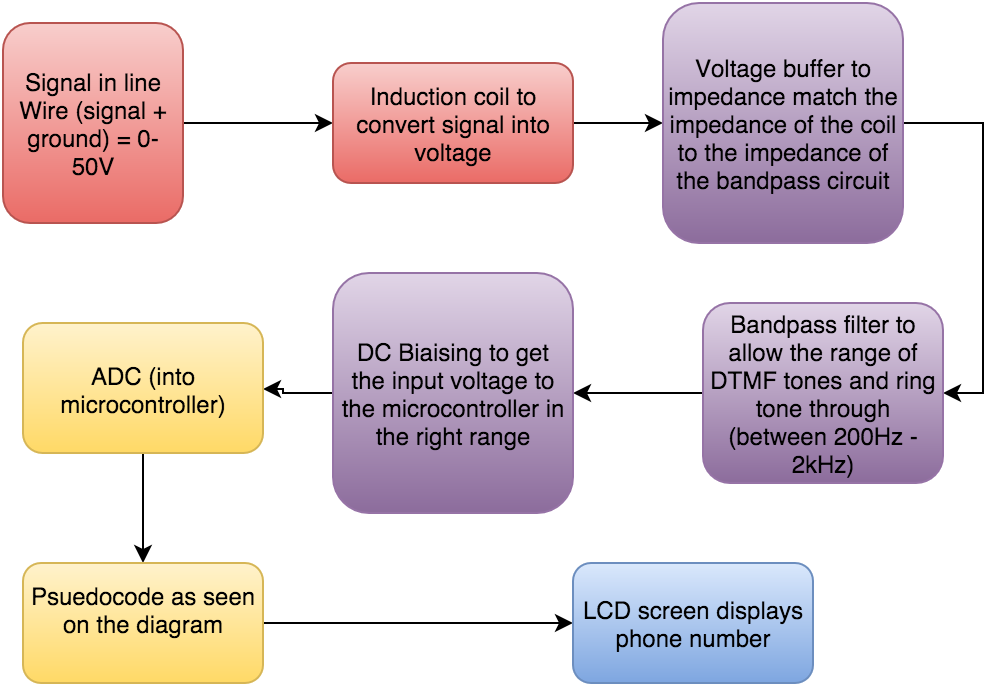 Signal in line
Wire (signal +
ground) = 0-
50V
Induction coil to
convert signal into
voltage
Voltage buffer to
impedance match the
impedance of the coil
to the impedance of
the bandpass circuit
Bandpass filter to
allow the range of
DTMF tones and ring
tone through
(between 200Hz -
2kHz)
DC Biaising to get
the input voltage to
the microcontroller in
the right range
ADC (into
microcontroller)
Psuedocode as seen
on the diagram
LCD screen displays
phone number